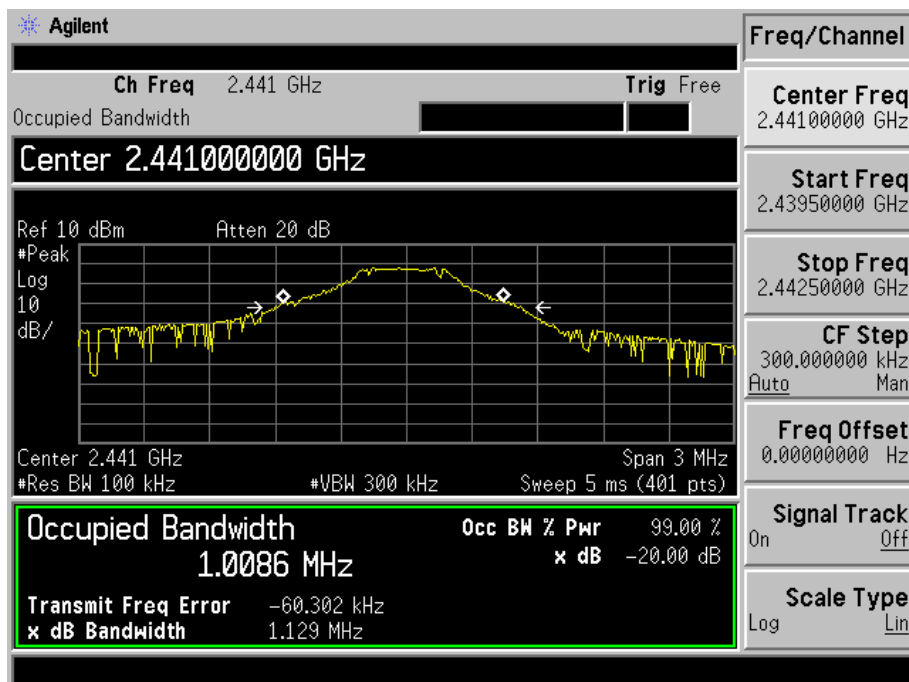 Agilent
Freq/Channel
Ch Freq 2.441 GHz Trig Free
Occupied Bandwidth
Center 2.441000000 GHz
Ref 10 dBm Atten 20 dB
#Peak
Log
10
dB/
Center 2.441 GHz Span 3 MHz
#Res BW 100 kHz #VBW 300 kHz Sweep 5 ms (401 pts)
Occupied Bandwidth
1.0086 MHz
Occ BW % Pwr 99.00 %
x dB -20.00 dB
Transmit Freq Error -60.302 kHz
x dB Bandwidth 1.129 MHz
Center Freq
2.44100000 GHz
Start Freq
2.43950000 GHz
Stop Freq
2.44250000 GHz
CF Step
300.000000 kHz
Auto Man
Freq Offset
0.00000000 Hz
Signal Track
On Off
Scale Type
Log Lin